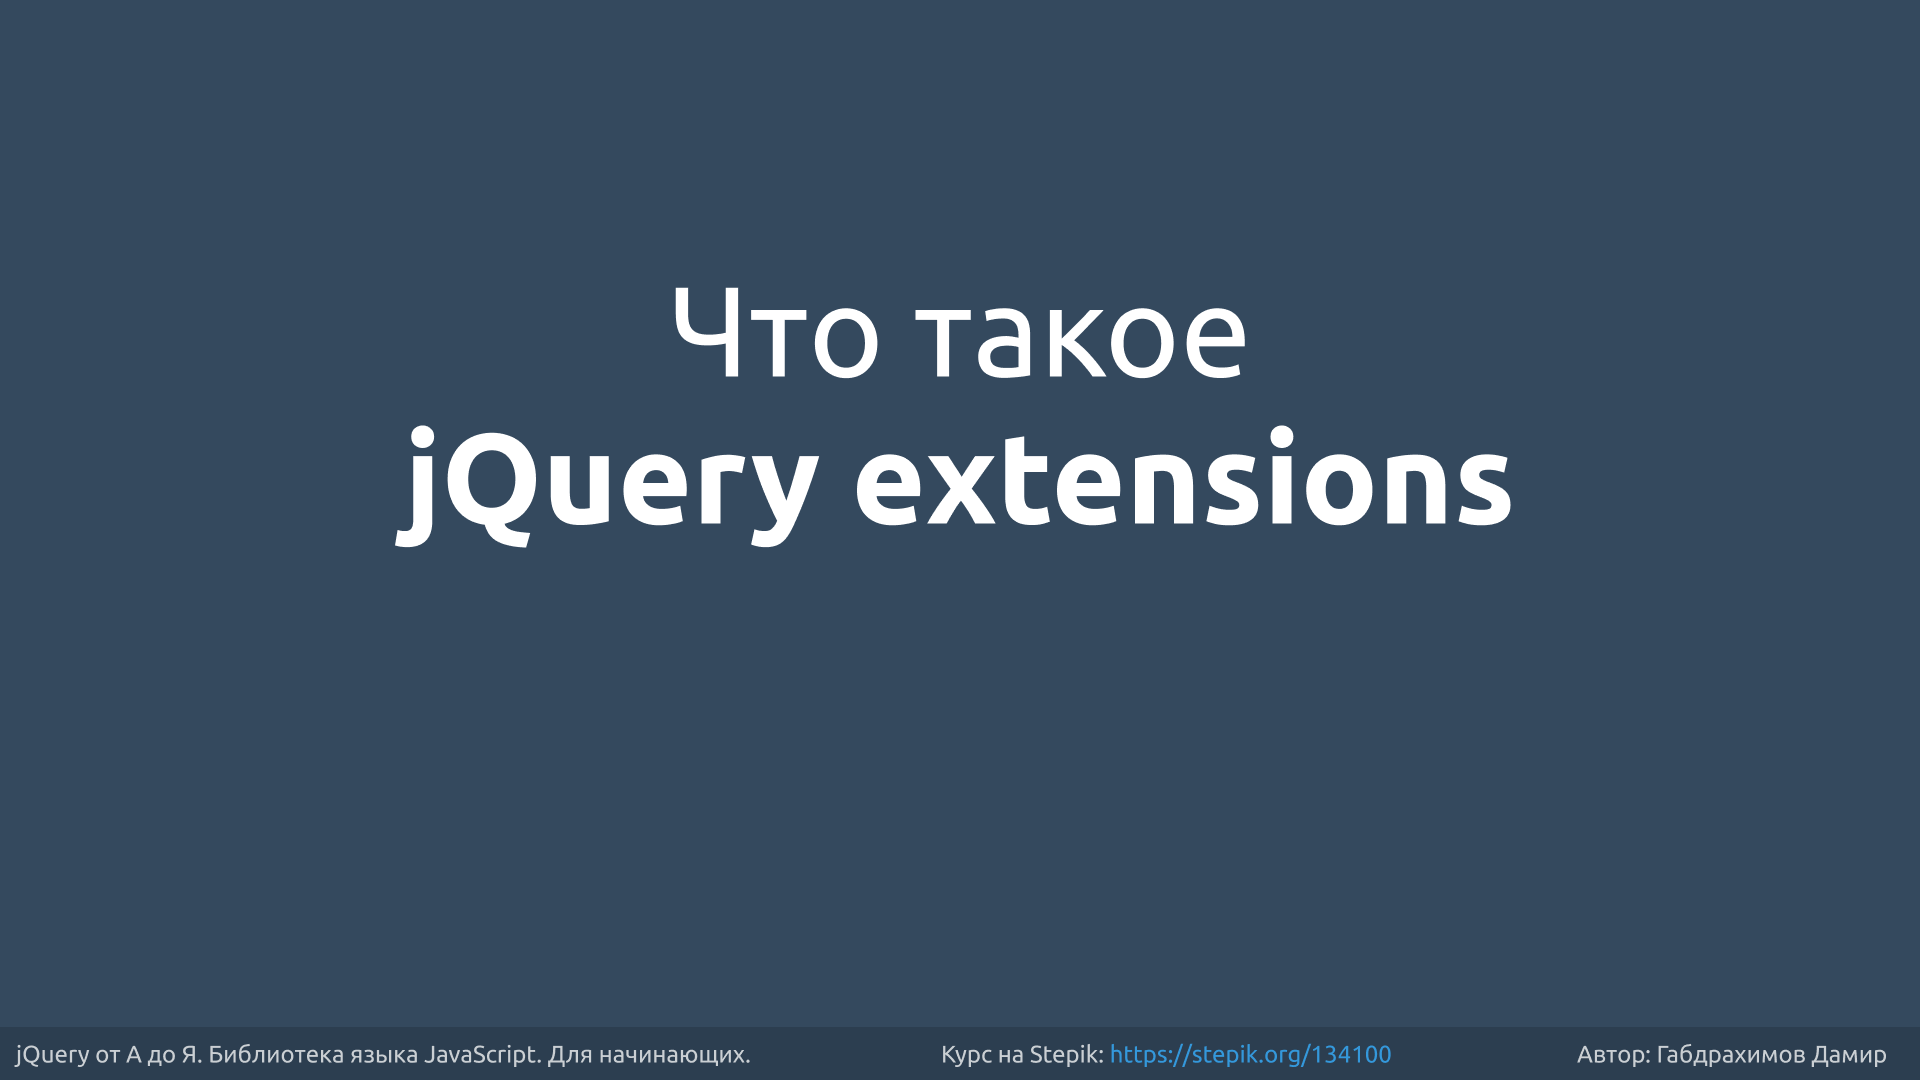 Что такое
jQuery extensions
jQuery от А до Я. Библиотека языка JavaScript. Для начинающих.
Курс на Stepik: https://stepik.org/134100
Автор: Габдрахимов Дамир